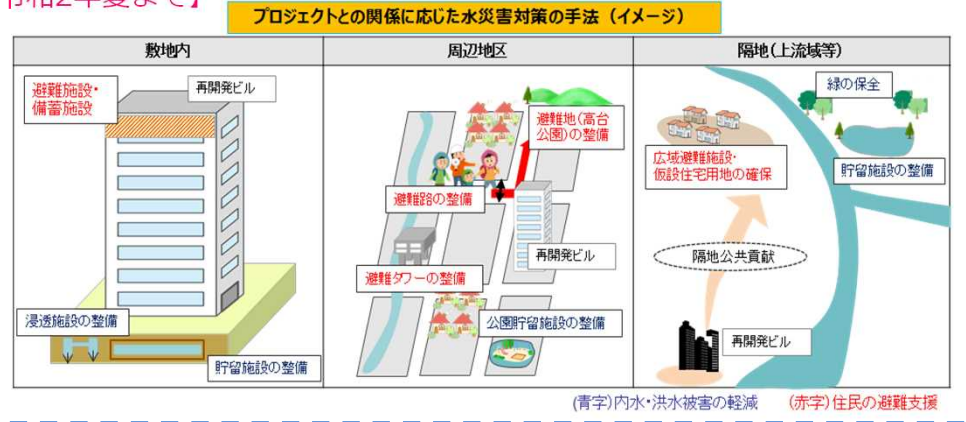 令和2年夏まで】
プロジェクトとの関係に応じた水災害対策の手法（イメージ）
敷地内
周辺地区
隔地(上流域等)
避難施設・
備蓄施設
再開発ビル
浸透施設の整備
貯留施設の整備
避難地(高台
公園)の整備
避難路の整備
再開発ビル
避難タワーの整備
公園貯留施設の整備
緑の保全
広域避難施設・
仮設住宅用地の確保
貯留施設の整備
隔地公共貢献
再開発ビル
(青字)内水・洪水被害の軽減
(赤字)住民の避難支援